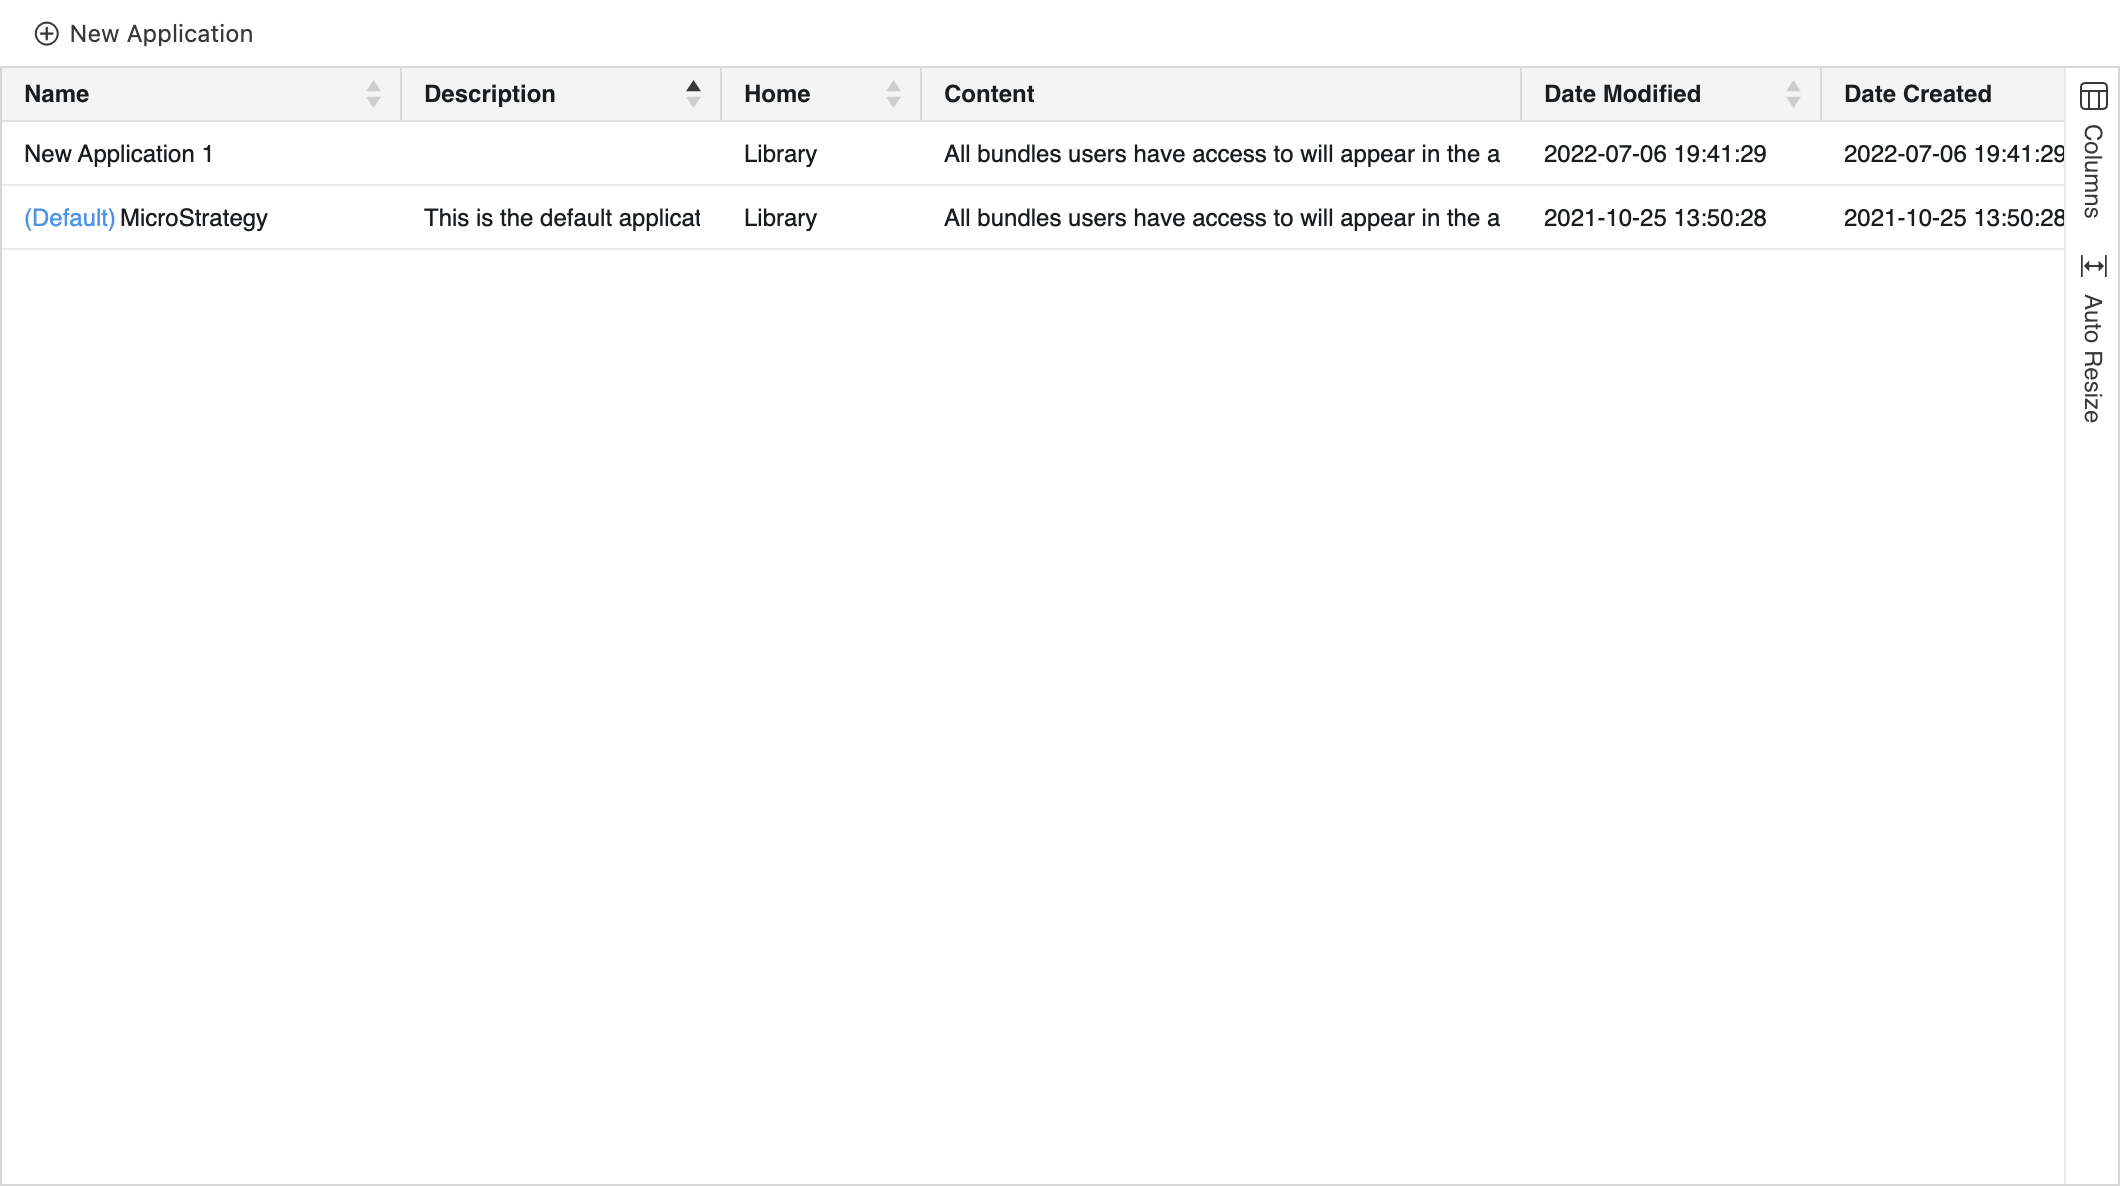 New Application
Name Description Home Content Date Modified Date Created
New Application 1 Library All bundles users have access to will appear in the a 2022-07-06 19:41:29 2022-07-06 19:41:29
(Default) MicroStrategy This is the default applicat Library All bundles users have access to will appear in the a 2021-10-25 13:50:28 2021-10-25 13:50:28
Columns
Auto Resize